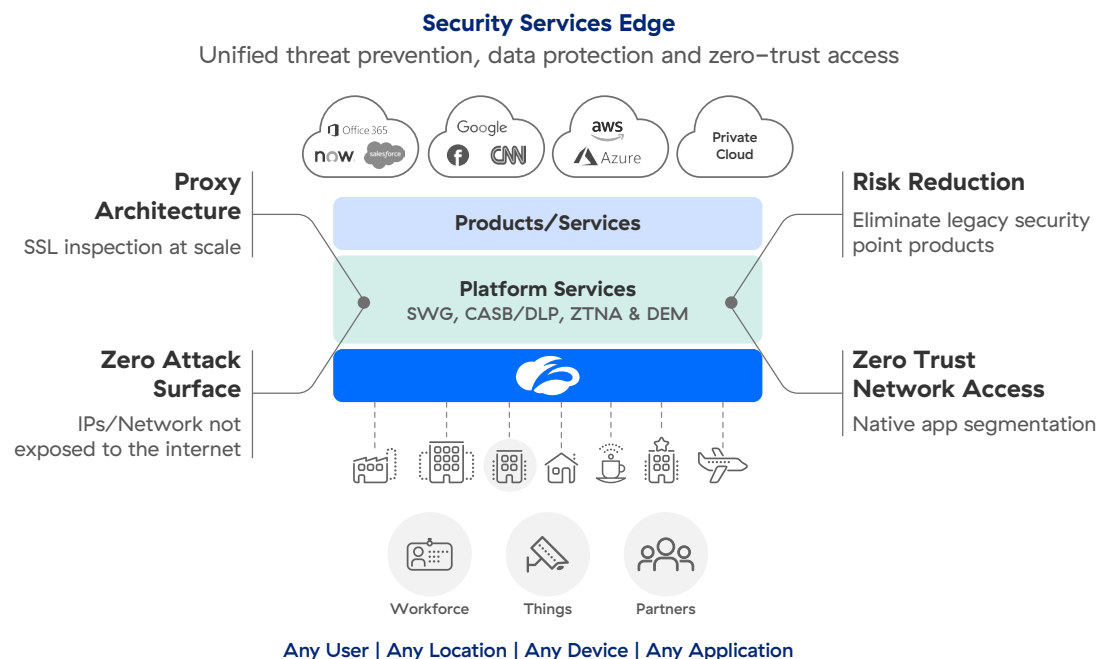 Security Services Edge
Unified threat prevention, data protection and zero-trust access
Office 365
now
salesforce
Google
CNN
aws
Azure
Private
Cloud
Proxy
Architecture
SSL inspection at scale
Risk Reduction
Eliminate legacy security
point products
Products/Services
Platform Services
SWG, CASB/DLP, ZTNA & DEM
Zero Attack
Surface
IPs/Network not
exposed to the internet
Zero Trust
Network Access
Native app segmentation
Workforce
Things
Partners
Any User | Any Location | Any Device | Any Application